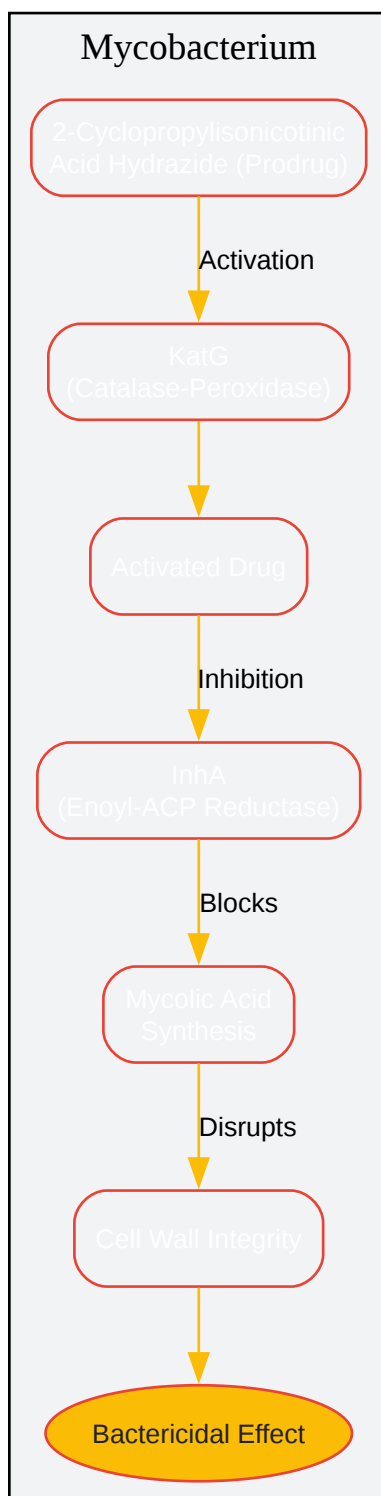 Mycobacterium
2-Cyclopropylisonicotinic
Acid Hydrazide (Prodrug)
Activation
KatG
(Catalase-Peroxidase)
Activated Drug
Inhibition
InhA
(Enoyl-ACP Reductase)
Blocks
Mycolic Acid
Synthesis
Disrupts
Cell Wall Integrity
Bactericidal Effect